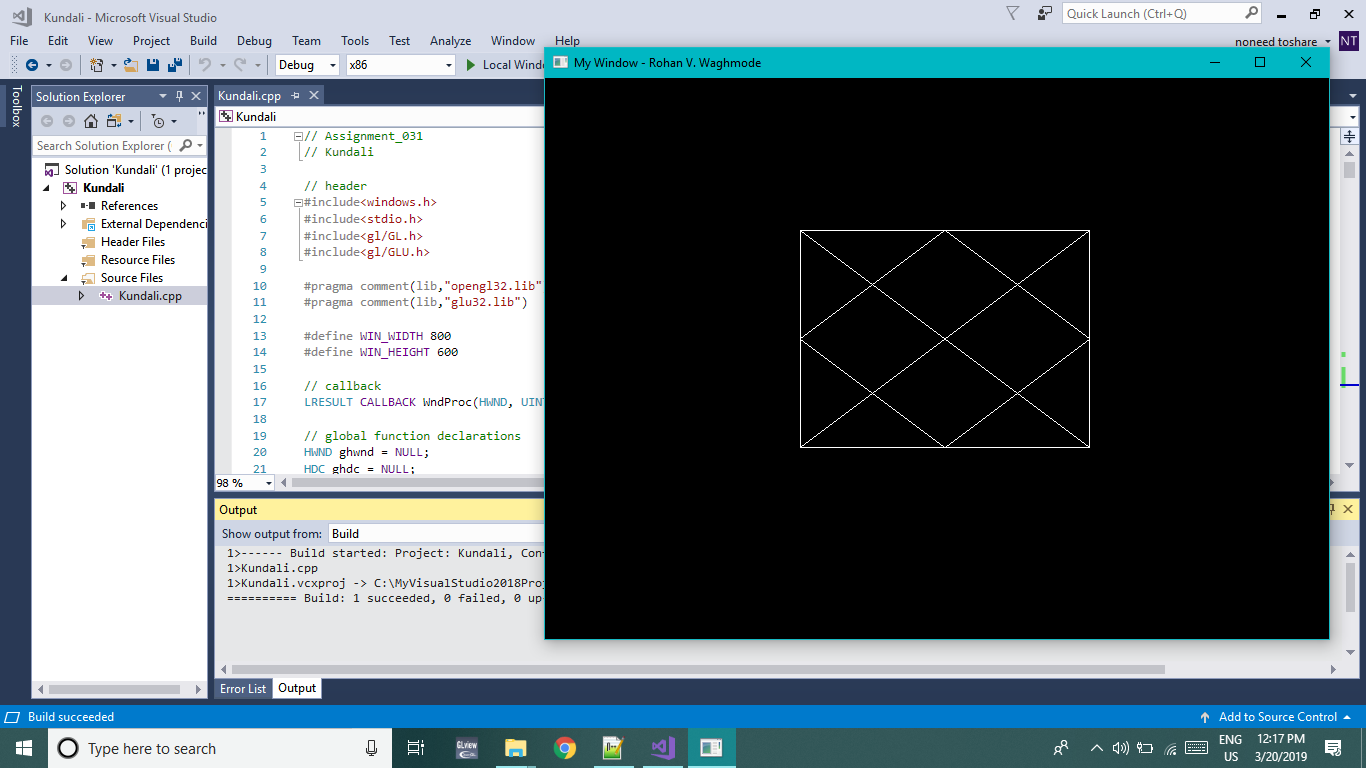 Kundali - Microsoft Visual Studio
Quick Launch (Ctrl+Q)
File Edit View Project Build Debug Team Tools Test Analyze Window Help
noneed toshare NT
Debug x86 Local Wind
My Window - Rohan V. Waghmode
Toolbox
Solution Explorer
Search Solution Explorer (
Solution 'Kundali' (1 projec
Kundali
References
External Dependenci
Header Files
Resource Files
Source Files
Kundali.cpp
Kundali.cpp
Kundali
1 // Assignment_031
2 // Kundali
3
4 // header
5 #include<windows.h>
6 #include<stdio.h>
7 #include<gl/GL.h>
8 #include<gl/GLU.h>
9
10 #pragma comment(lib,"opengl32.lib"
11 #pragma comment(lib,"glu32.lib")
12
13 #define WIN_WIDTH 800
14 #define WIN_HEIGHT 600
15
16 // callback
17 LRESULT CALLBACK WndProc(HWND, UIN
18
19 // global function declarations
20 HWND ghwnd = NULL;
21 HDC ghdc = NULL;
98 %
Output
Show output from: Build
1>------ Build started: Project: Kundali, Con
1>Kundali.cpp
1>Kundali.vcxproj -> C:\MyVisualStudio2018Pro
========== Build: 1 succeeded, 0 failed, 0 up
Error List Output
Build succeeded
Add to Source Control
Type here to search
GLview
ENG
US
12:17 PM
3/20/2019